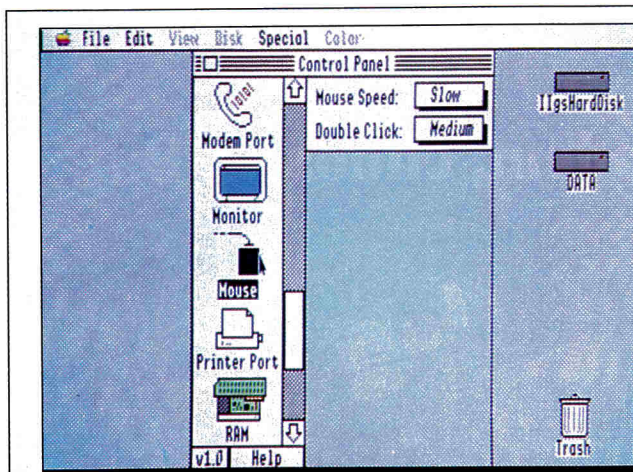 File Edit View Disk Special Color
Control Panel
Mouse Speed: Slow
Double Click: Medium
Modem Port
0101
Monitor
Mouse
Printer Port
RAM
v1.0 Help
IIgsHardDisk
DATA
Trash